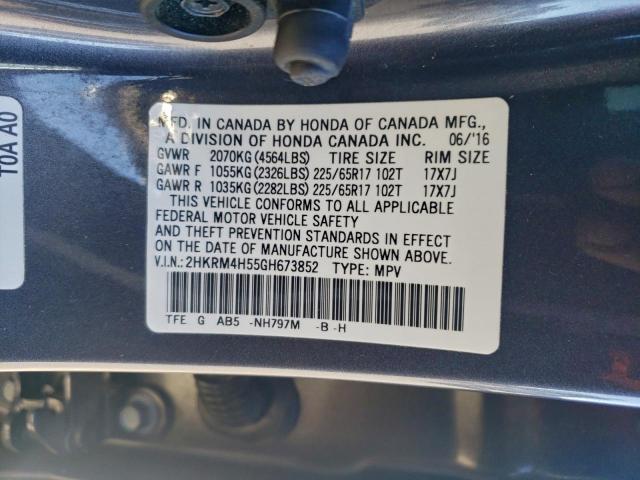 MFD. IN CANADA BY HONDA OF CANADA MFG.,
A DIVISION OF HONDA CANADA INC. 06/'16
GVWR 2070KG(4564LBS) TIRE SIZE RIM SIZE
GAWR F 1055KG(2326LBS) 225/65R17 102T 17X7J
GAWR R 1035KG(2282LBS) 225/65R17 102T 17X7J
THIS VEHICLE CONFORMS TO ALL APPLICABLE
FEDERAL MOTOR VEHICLE SAFETY
AND THEFT PREVENTION STANDARDS IN EFFECT
ON THE DATE OF MANUFACTURE SHOWN ABOVE.
V.I.N.:2HKRM4H55GH673852 TYPE: MPV
TFE G AB5 -NH797M -B -H
T0A A0